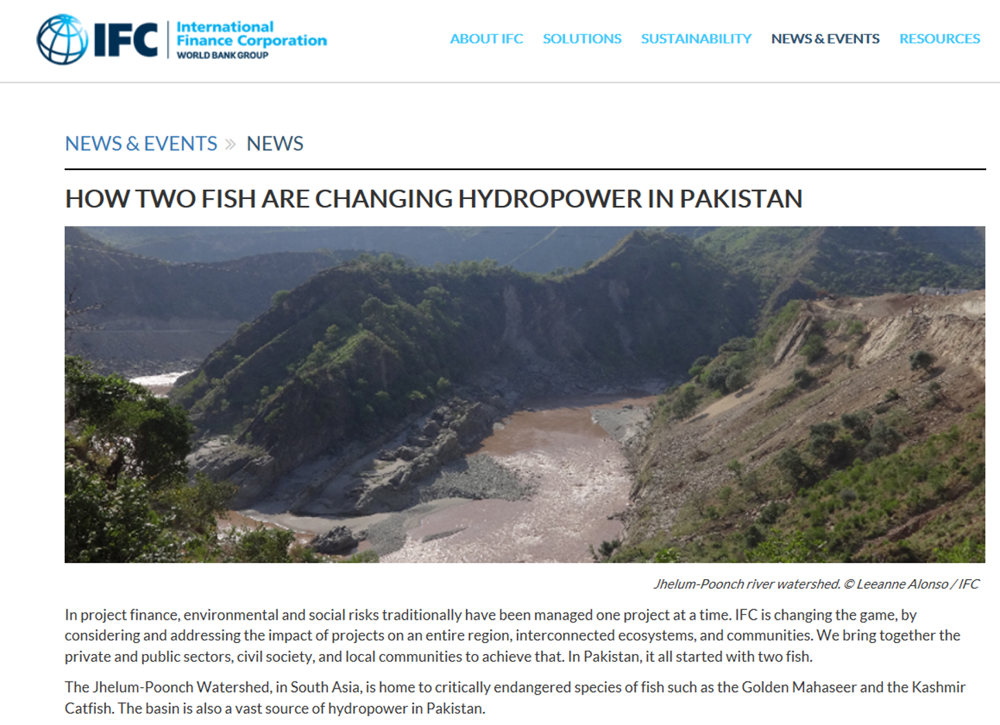 IFC
International
Finance Corporation
WORLD BANK GROUP
ABOUT IFC SOLUTIONS SUSTAINABILITY NEWS & EVENTS RESOURCES
NEWS & EVENTS » NEWS
HOW TWO FISH ARE CHANGING HYDROPOWER IN PAKISTAN
Jhelum-Poonch river watershed. © Leeanne Alonso / IFC
In project finance, environmental and social risks traditionally have been managed one project at a time. IFC is changing the game, by
considering and addressing the impact of projects on an entire region, interconnected ecosystems, and communities. We bring together the
private and public sectors, civil society, and local communities to achieve that. In Pakistan, it all started with two fish.
The Jhelum-Poonch Watershed, in South Asia, is home to critically endangered species of fish such as the Golden Mahaseer and the Kashmir
Catfish. The basin is also a vast source of hydropower in Pakistan.